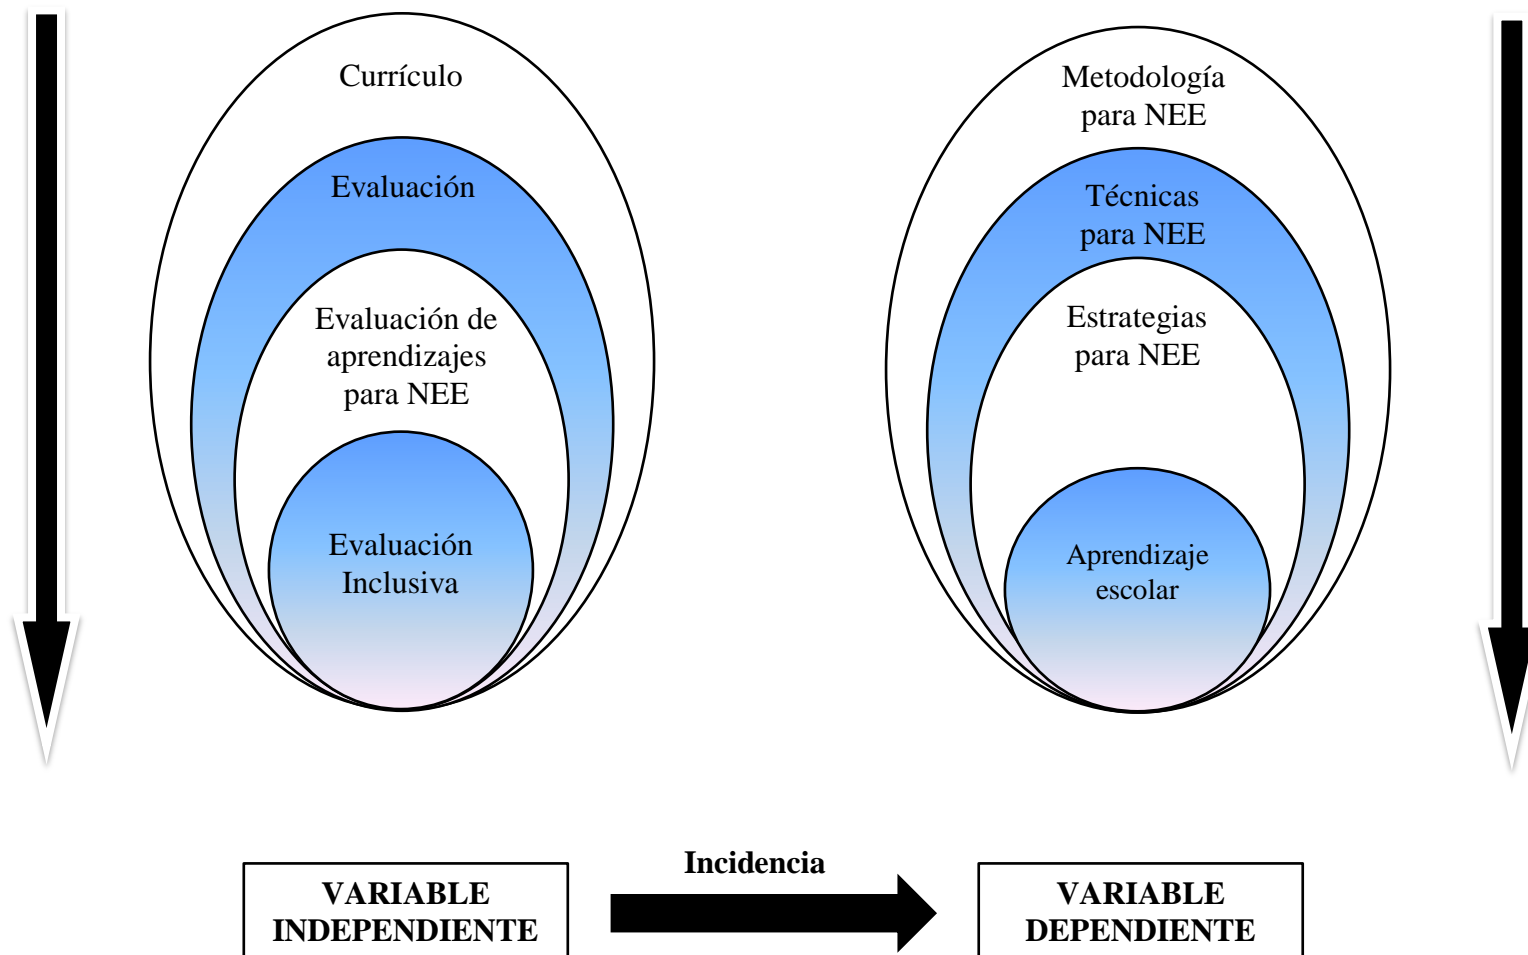 Currículo
Evaluación
Evaluación de
aprendizajes
para NEE
Evaluación
Inclusiva
Metodología
para NEE
Técnicas
para NEE
Estrategias
para NEE
Aprendizaje
escolar
VARIABLE
INDEPENDIENTE
Incidencia
VARIABLE
DEPENDIENTE